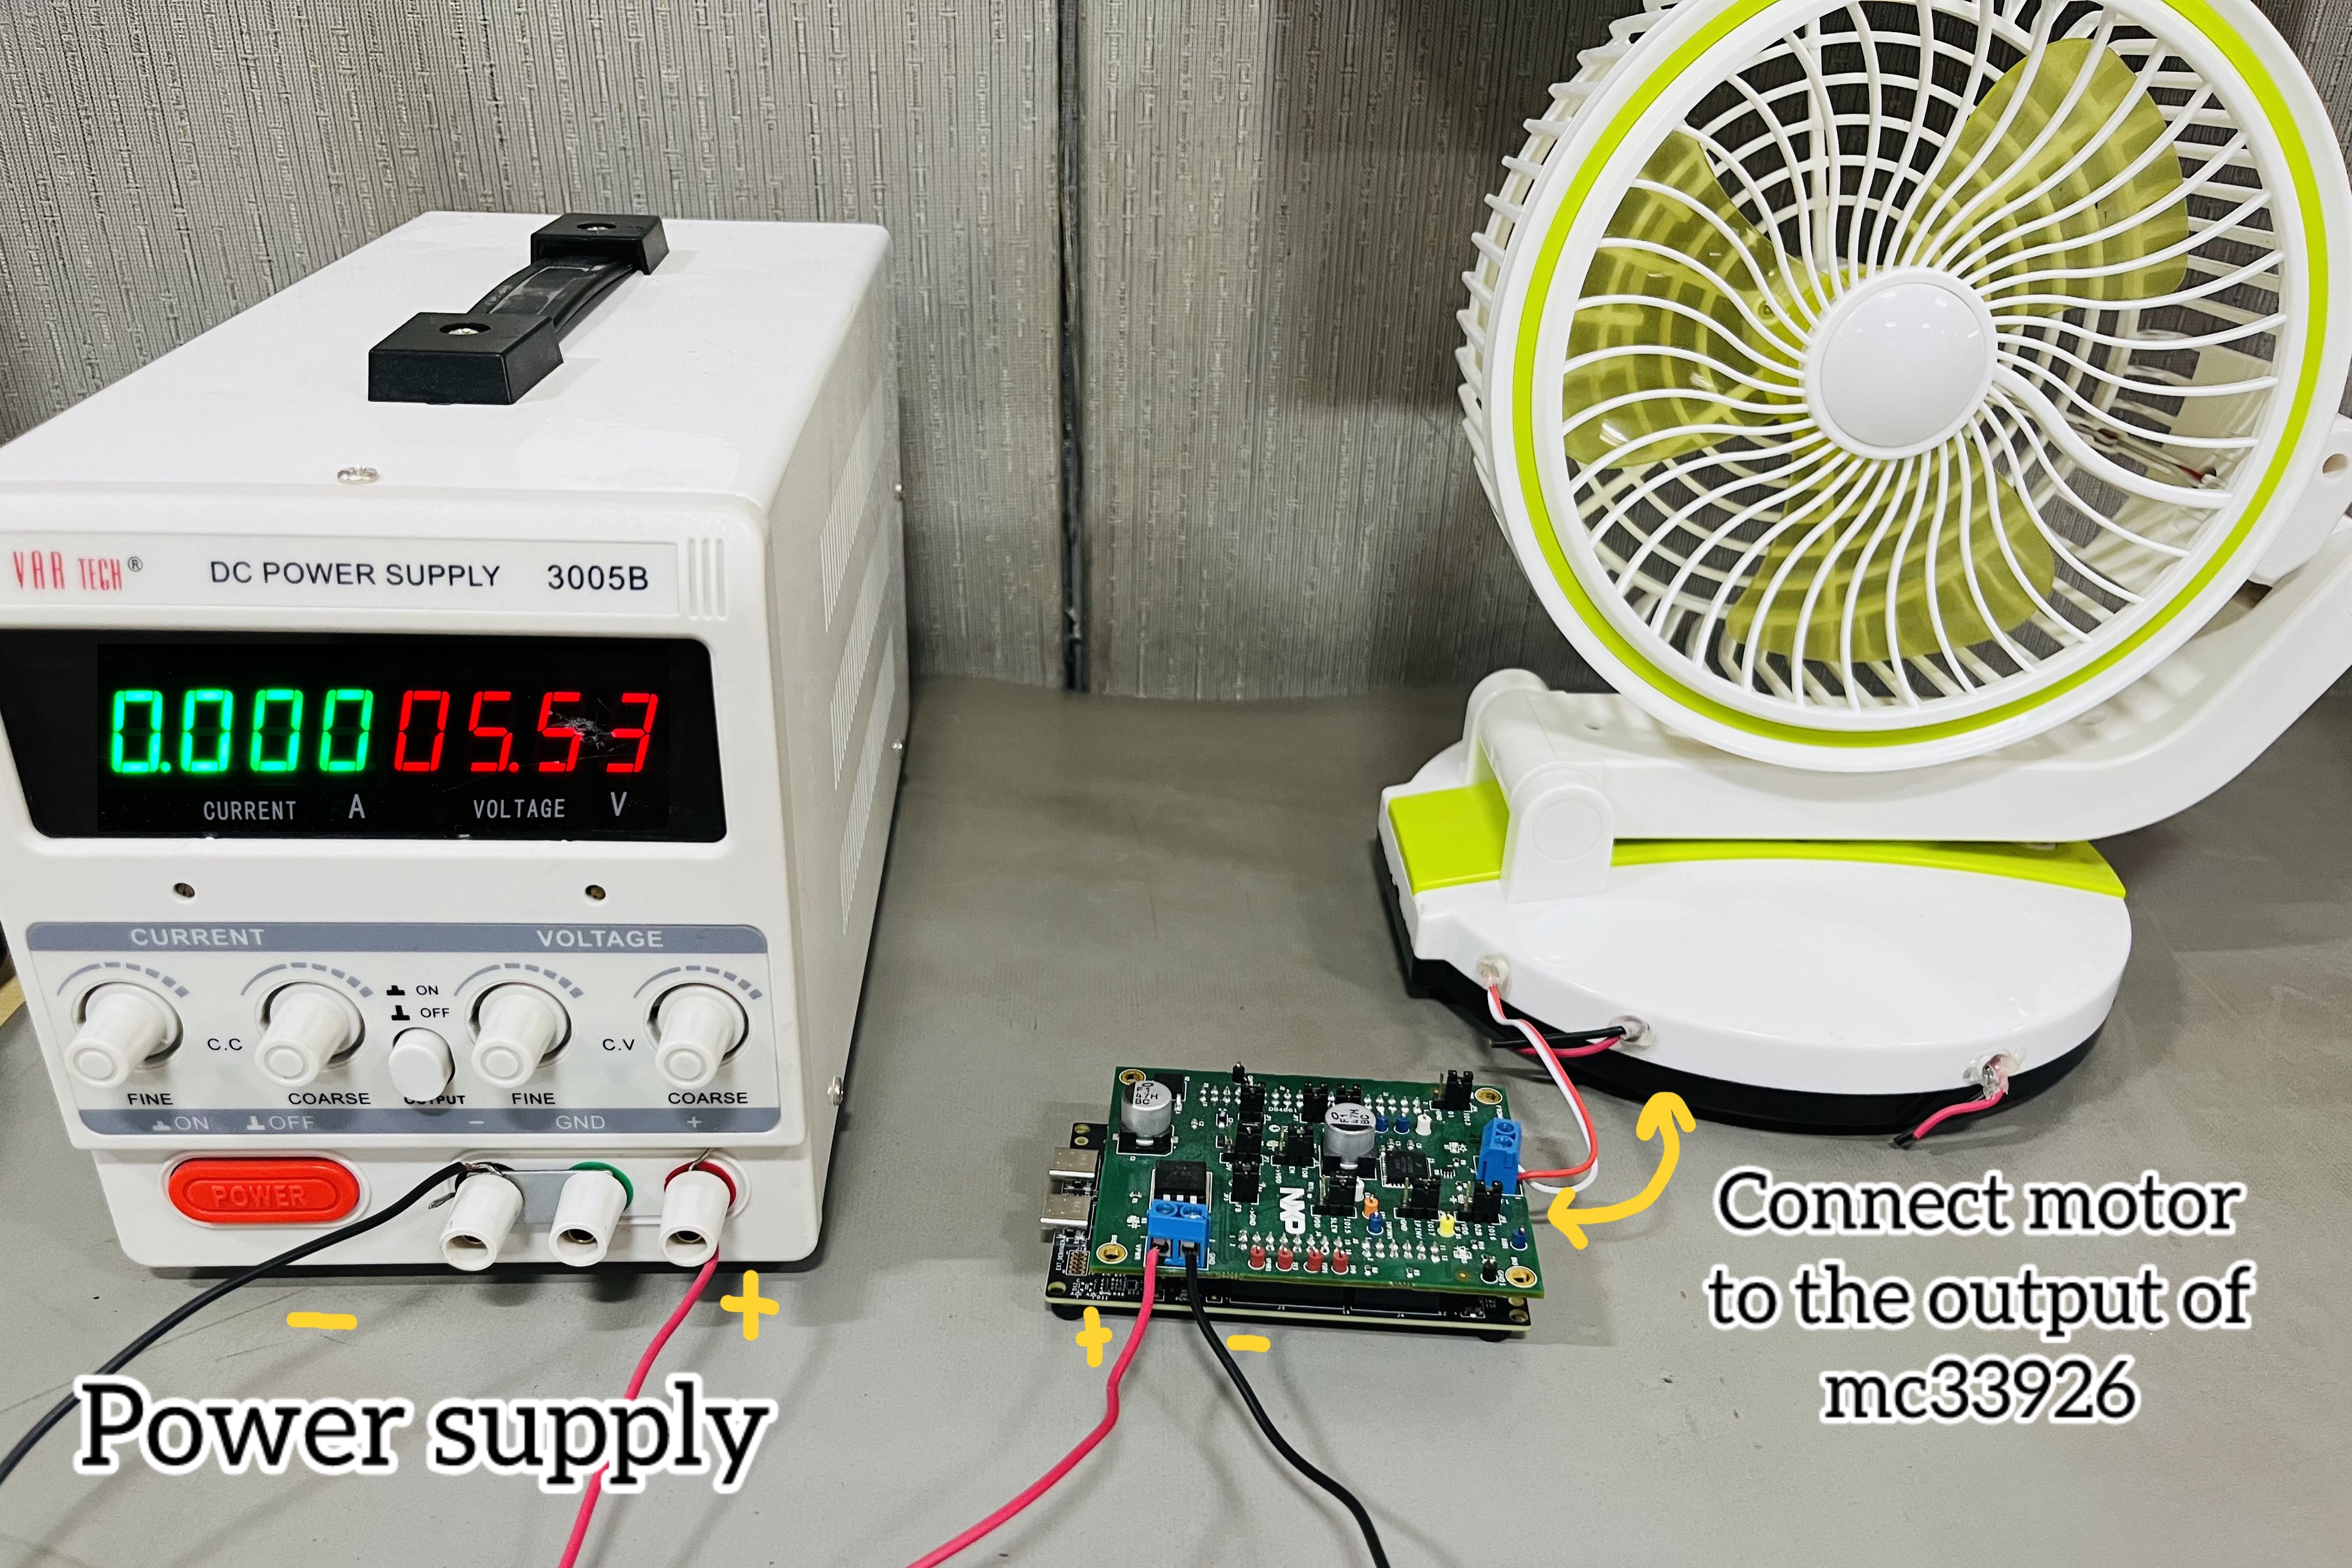 VAR TECH® DC POWER SUPPLY 3005B
0.000 05.53
CURRENT A VOLTAGE V
CURRENT VOLTAGE
ON
OFF
C.C C.V
FINE COARSE OUTPUT FINE COARSE
ON OFF - GND +
POWER
- +
Power supply
NXP
47H
+ -
Connect motor
to the output of
mc33926